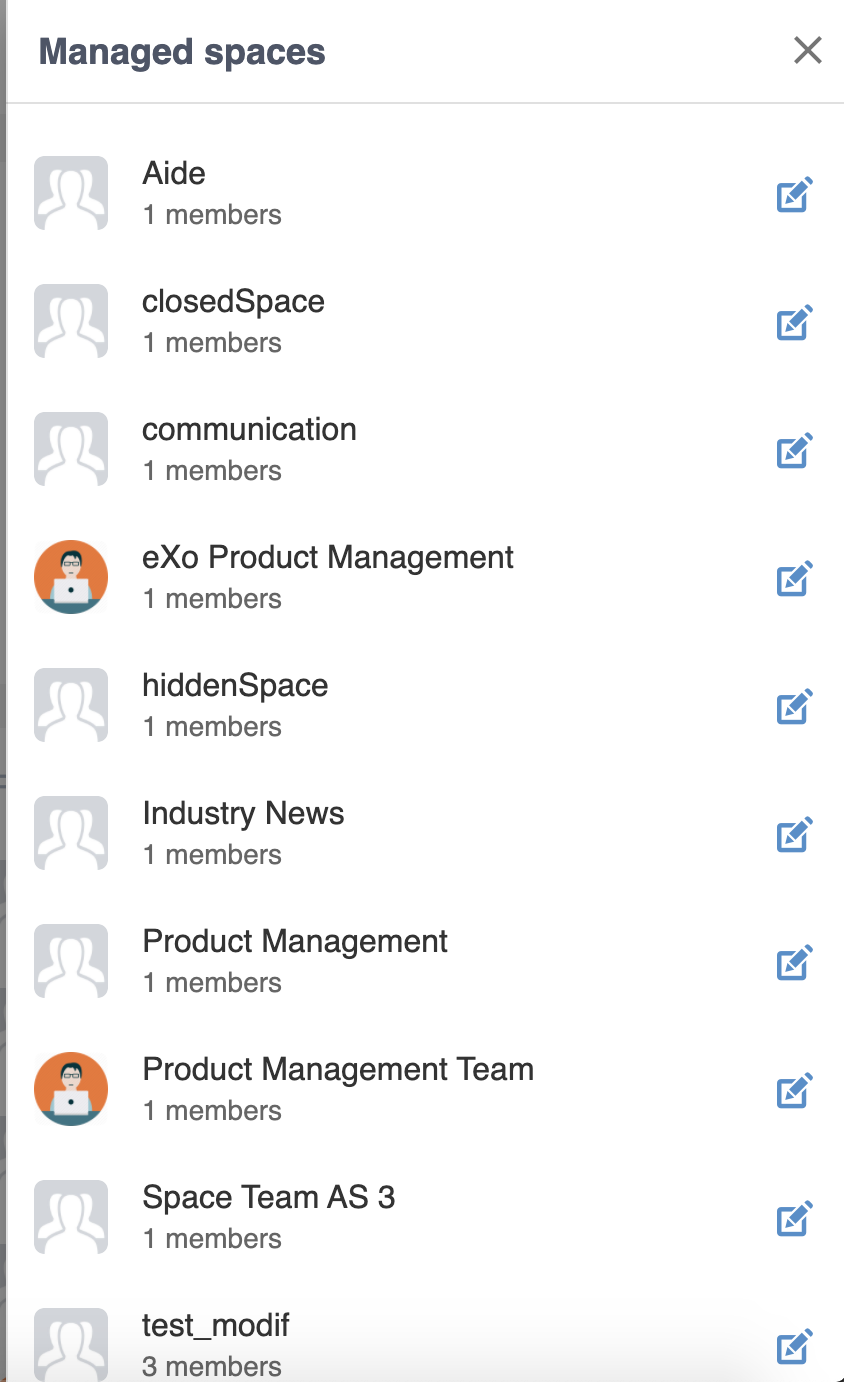 Managed spaces
Aide
1 members
closedSpace
1 members
communication
1 members
eXo Product Management
1 members
hiddenSpace
1 members
Industry News
1 members
Product Management
1 members
Product Management Team
1 members
Space Team AS 3
1 members
test_modif
3 members